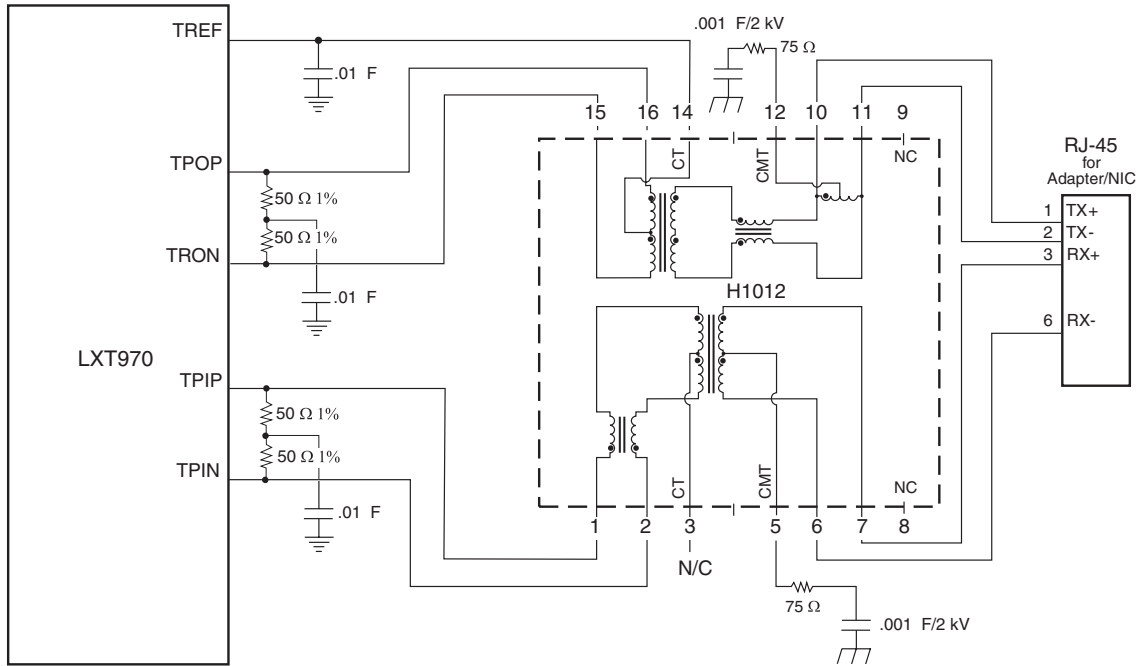 TREF
.01 F
.001 F/2 kV
75 Ω
15 16 14 12 10 11 9
CT
CMT
NC
RJ-45
for
Adapter/NIC
TPOP
50 Ω 1%
50 Ω 1%
TRON
.01 F
1 TX+
2 TX-
3 RX+
6 RX-
H1012
LXT970
TPIP
50 Ω 1%
50 Ω 1%
TPIN
.01 F
CT
CMT
NC
1 2 3 5 6 7 8
N/C
75 Ω
.001 F/2 kV